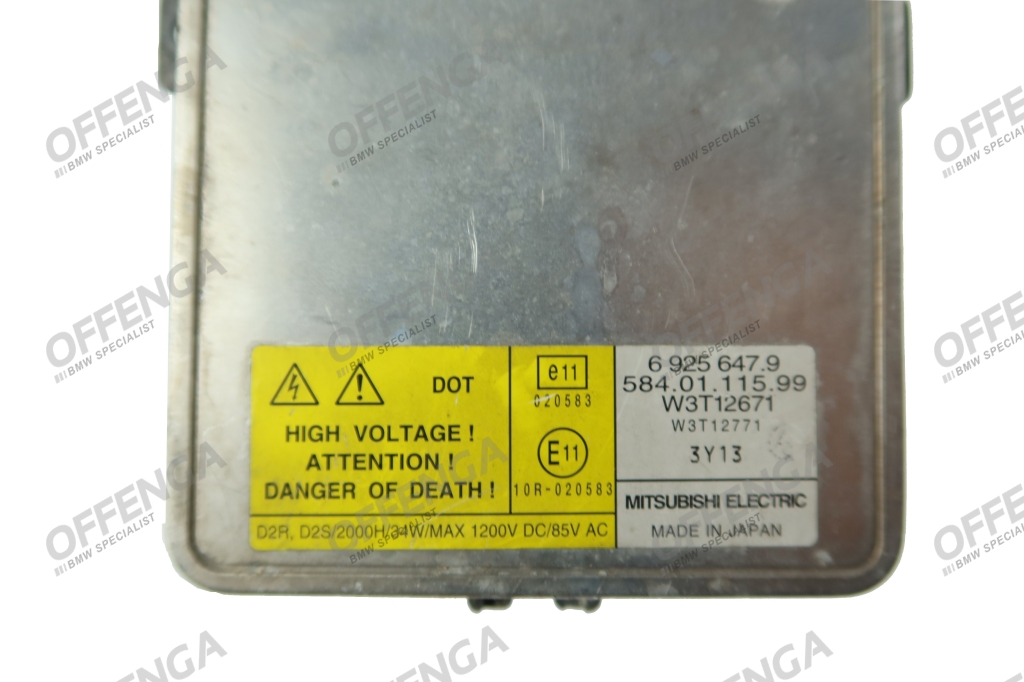 OFFENGA
BMW SPECIALIST
DOT
HIGH VOLTAGE !
ATTENTION !
DANGER OF DEATH !
D2R, D2S/2000H/34W/MAX 1200V DC/85V AC
e11
020583
E11
10R-020583
6 925 647.9
584.01.115.99
W3T12671
W3T12771
3Y13
MITSUBISHI ELECTRIC
MADE IN JAPAN